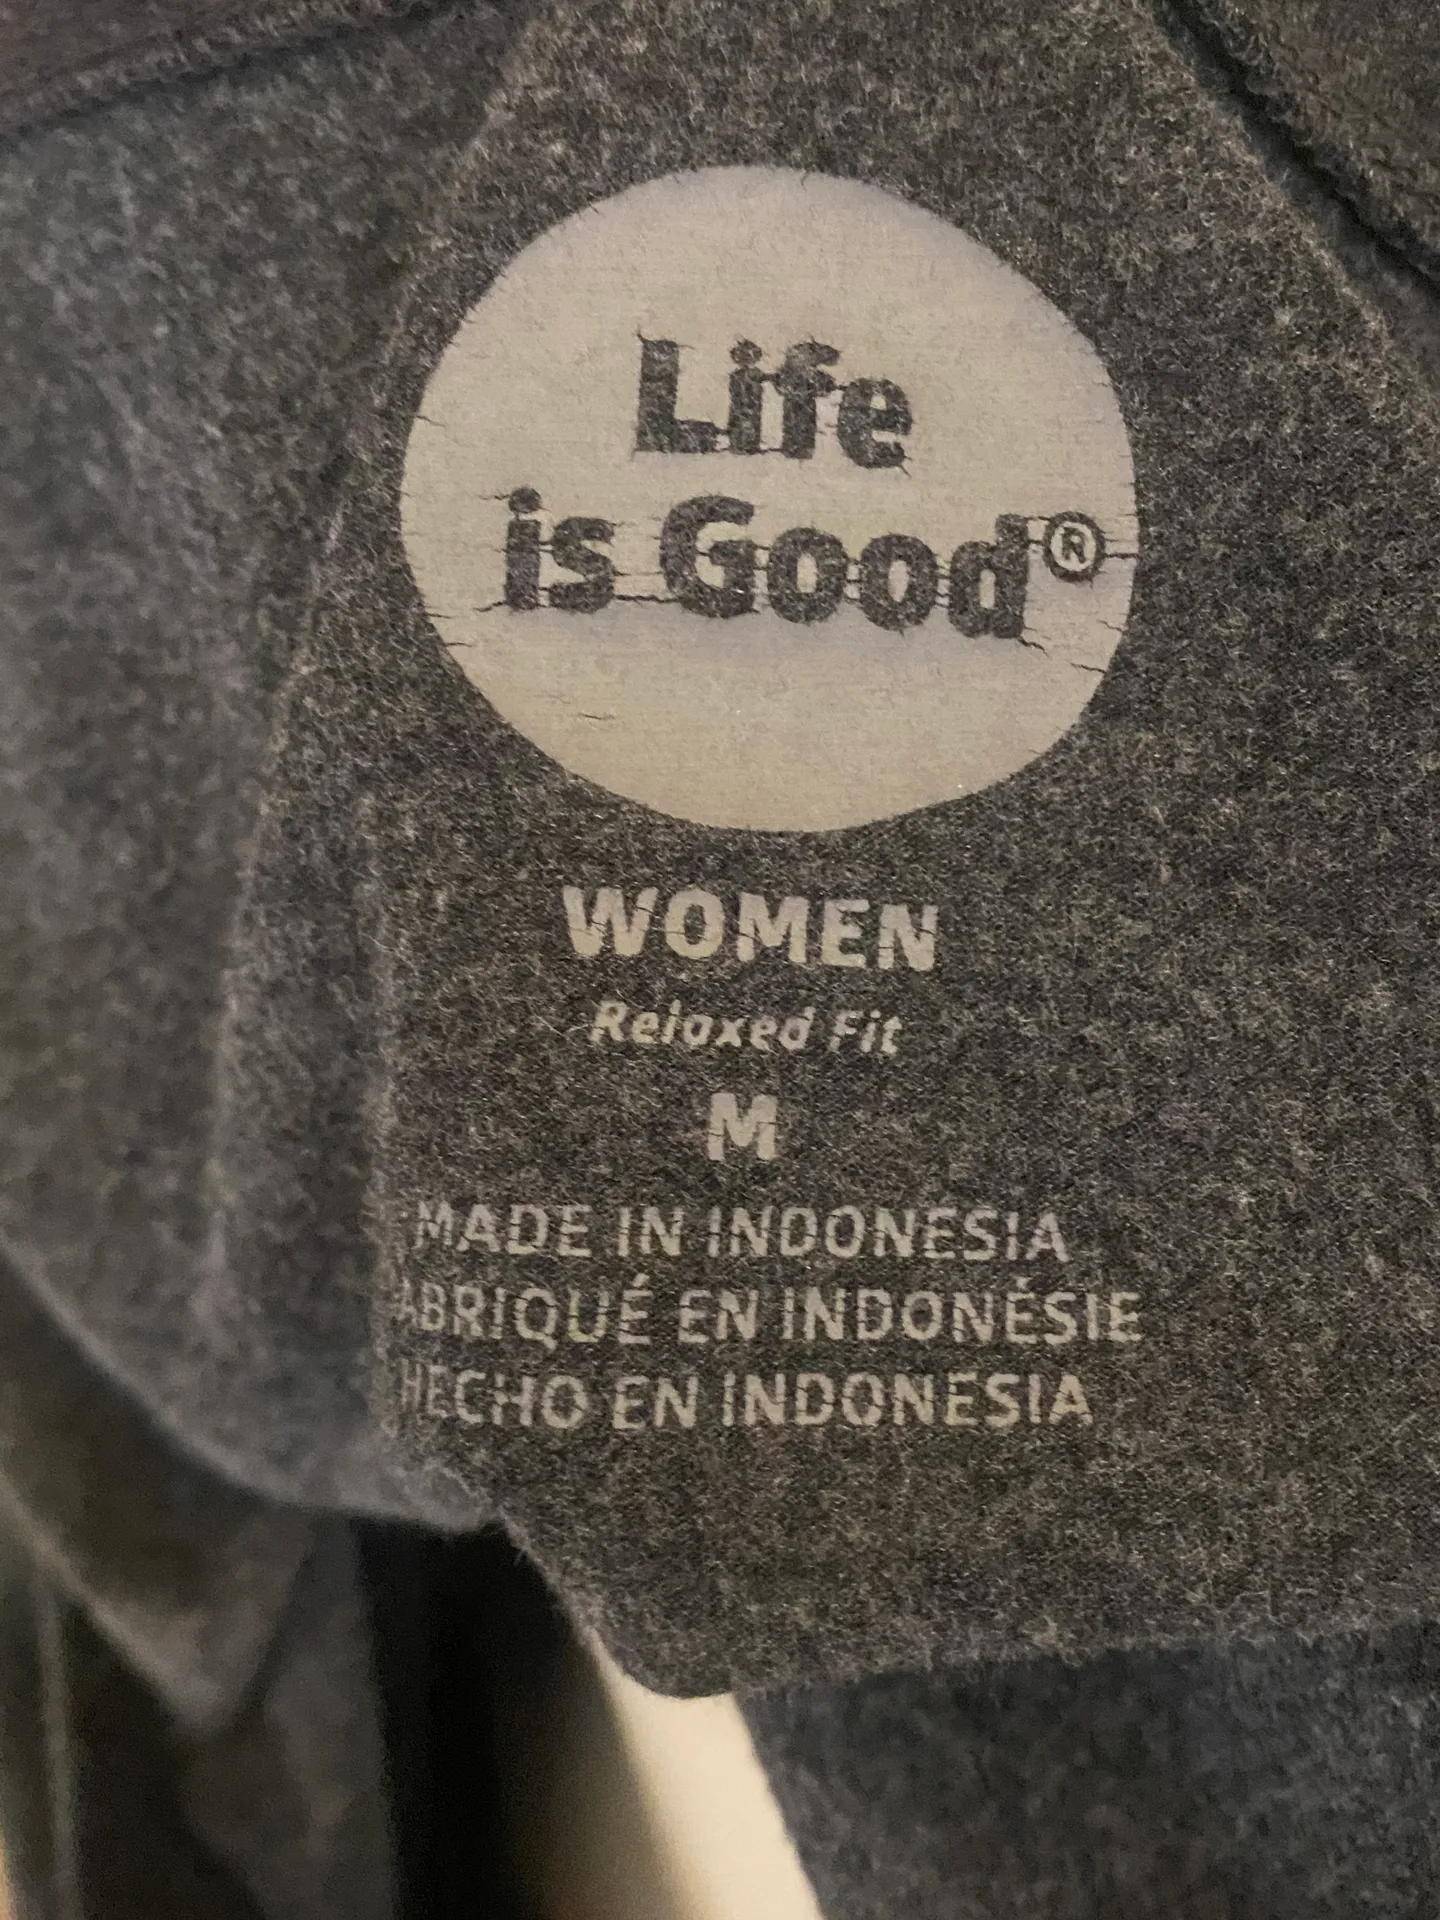 Life
is Good®
WOMEN
Relaxed Fit
M
MADE IN INDONESIA
ABRIQUÉ EN INDONÉSIE
HECHO EN INDONESIA